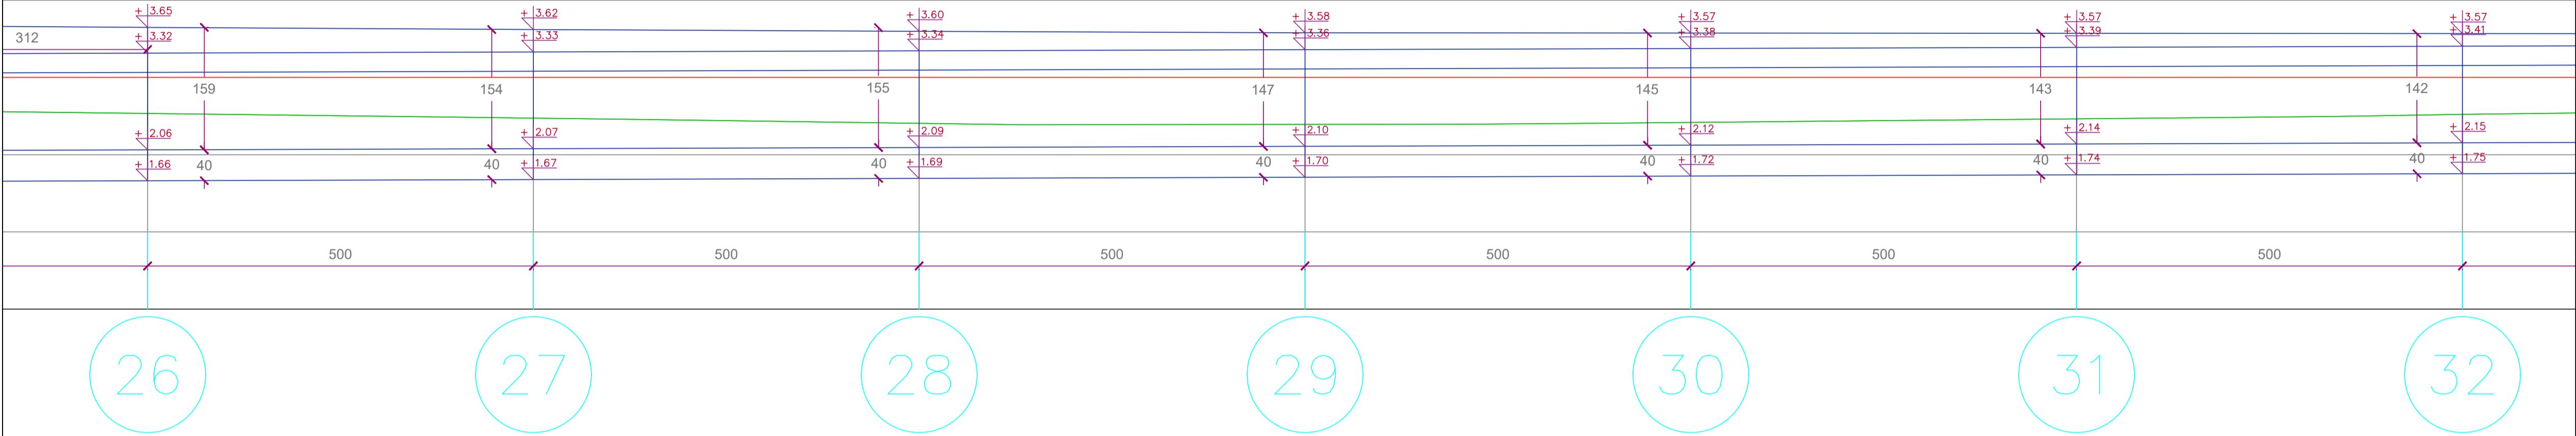 + 3.65 + 3.62 + 3.60 + 3.58 + 3.57 + 3.57 + 3.57
312 + 3.32 + 3.33 + 3.34 + 3.36 + 3.38 + 3.39 + 3.41
159 154 155 147 145 143 142
+ 2.06 + 2.07 + 2.09 + 2.10 + 2.12 + 2.14 + 2.15
+ 1.66 40 40 + 1.67 40 + 1.69 40 + 1.70 40 + 1.72 40 + 1.74 40 + 1.75
500 500 500 500 500 500
26 27 28 29 30 31 32